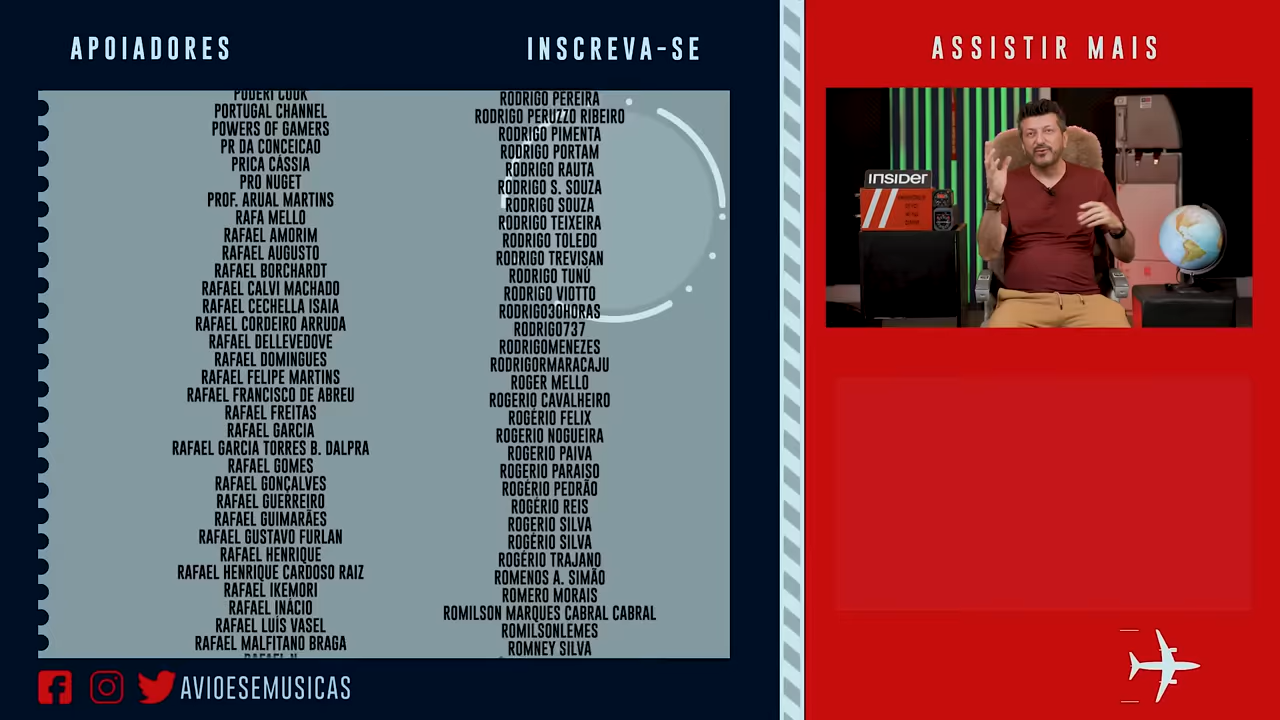 APOIADORES
INSCREVA-SE
ASSISTIR MAIS
PODERI COOK
PORTUGAL CHANNEL
POWERS OF GAMERS
PR DA CONCEICAO
PRICA CÁSSIA
PRO NUGET
PROF. ARUAL MARTINS
RAFA MELLO
RAFAEL AMORIM
RAFAEL AUGUSTO
RAFAEL BORCHARDT
RAFAEL CALVI MACHADO
RAFAEL CECHELLA ISAIA
RAFAEL CORDEIRO ARRUDA
RAFAEL DELLEVEDOVE
RAFAEL DOMINGUES
RAFAEL FELIPE MARTINS
RAFAEL FRANCISCO DE ABREU
RAFAEL FREITAS
RAFAEL GARCIA
RAFAEL GARCIA TORRES B. DALPRA
RAFAEL GOMES
RAFAEL GONÇALVES
RAFAEL GUERREIRO
RAFAEL GUIMARÃES
RAFAEL GUSTAVO FURLAN
RAFAEL HENRIQUE
RAFAEL HENRIQUE CARDOSO RAIZ
RAFAEL IKEMORI
RAFAEL INÁCIO
RAFAEL LUÍS VASEL
RAFAEL MALFITANO BRAGA
RODRIGO PEREIRA
RODRIGO PERUZZO RIBEIRO
RODRIGO PIMENTA
RODRIGO PORTAM
RODRIGO RAUTA
RODRIGO S. SOUZA
RODRIGO SOUZA
RODRIGO TEIXEIRA
RODRIGO TOLEDO
RODRIGO TREVISAN
RODRIGO TUNÚ
RODRIGO VIOTTO
RODRIGO30HORAS
RODRIGO737
RODRIGOMENEZES
RODRIGORMARACAJU
ROGER MELLO
ROGERIO CAVALHEIRO
ROGÉRIO FELIX
ROGERIO NOGUEIRA
ROGERIO PAIVA
ROGERIO PARAISO
ROGÉRIO PEDRÃO
ROGÉRIO REIS
ROGERIO SILVA
ROGÉRIO SILVA
ROGÉRIO TRAJANO
ROMENOS A. SIMÃO
ROMERO MORAIS
ROMILSON MARQUES CABRAL CABRAL
ROMILSONLEMES
ROMNEY SILVA
INSIDER
AVIOESEMUSICAS